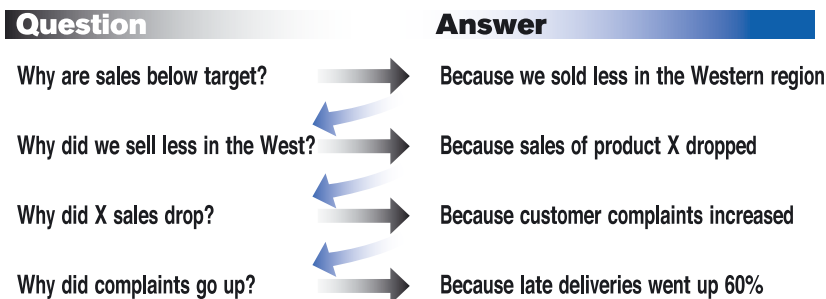 Question Answer
Why are sales below target? Because we sold less in the Western region
Why did we sell less in the West? Because sales of product X dropped
Why did X sales drop? Because customer complaints increased
Why did complaints go up? Because late deliveries went up 60%